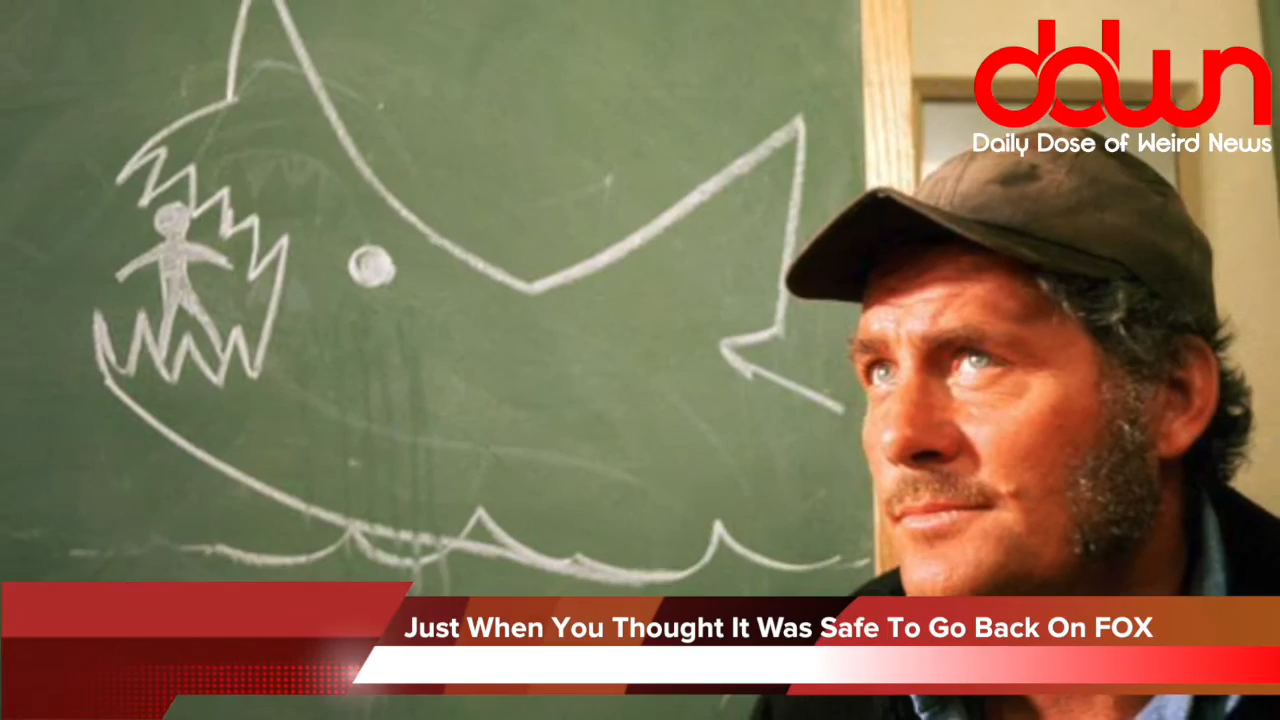 ddwn
Daily Dose of Weird News
Just When You Thought It Was Safe To Go Back On FOX